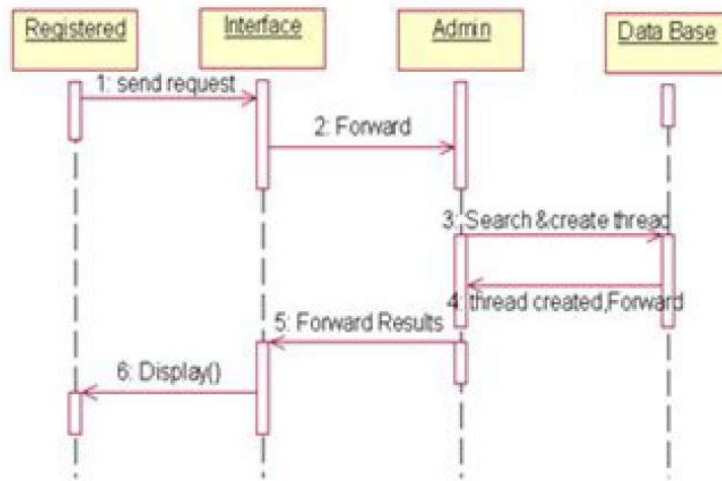 Registered
Interface
Admin
Data Base
1: send request
2: Forward
3: Search &create thread
4: thread created,Forward
5: Forward Results
6: Display()